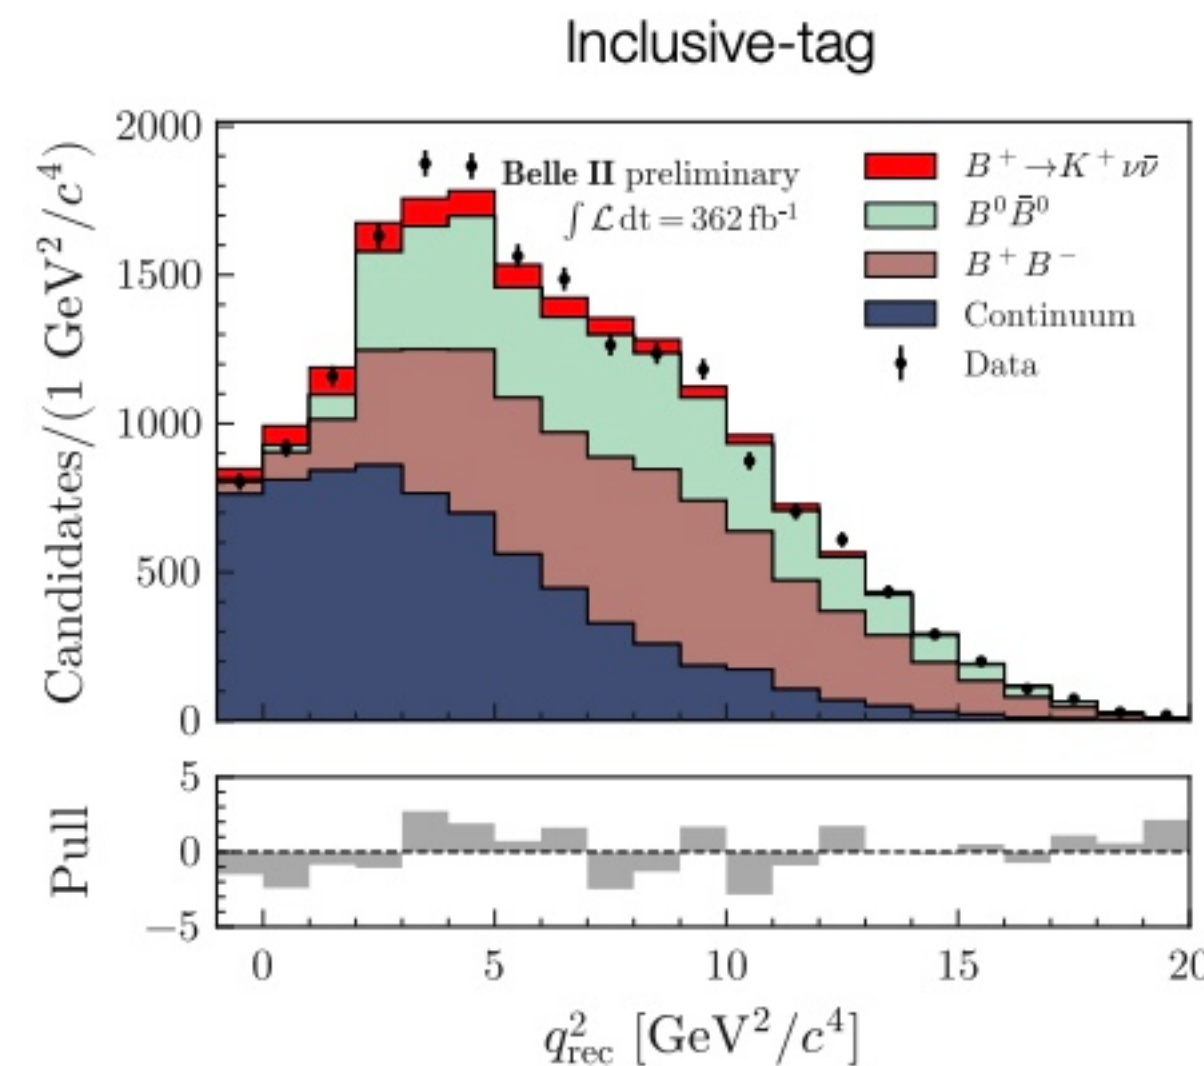 Inclusive-tag
Candidates/(1 GeV²/c⁴)
2000
1500
1000
500
0
Belle II preliminary
∫ 𝓛 dt = 362 fb⁻¹
B⁺→K⁺νν̄
B⁰B̄⁰
B⁺B⁻
Continuum
Data
Pull
5
0
−5
0 5 10 15 20
q²rec [GeV²/c⁴]